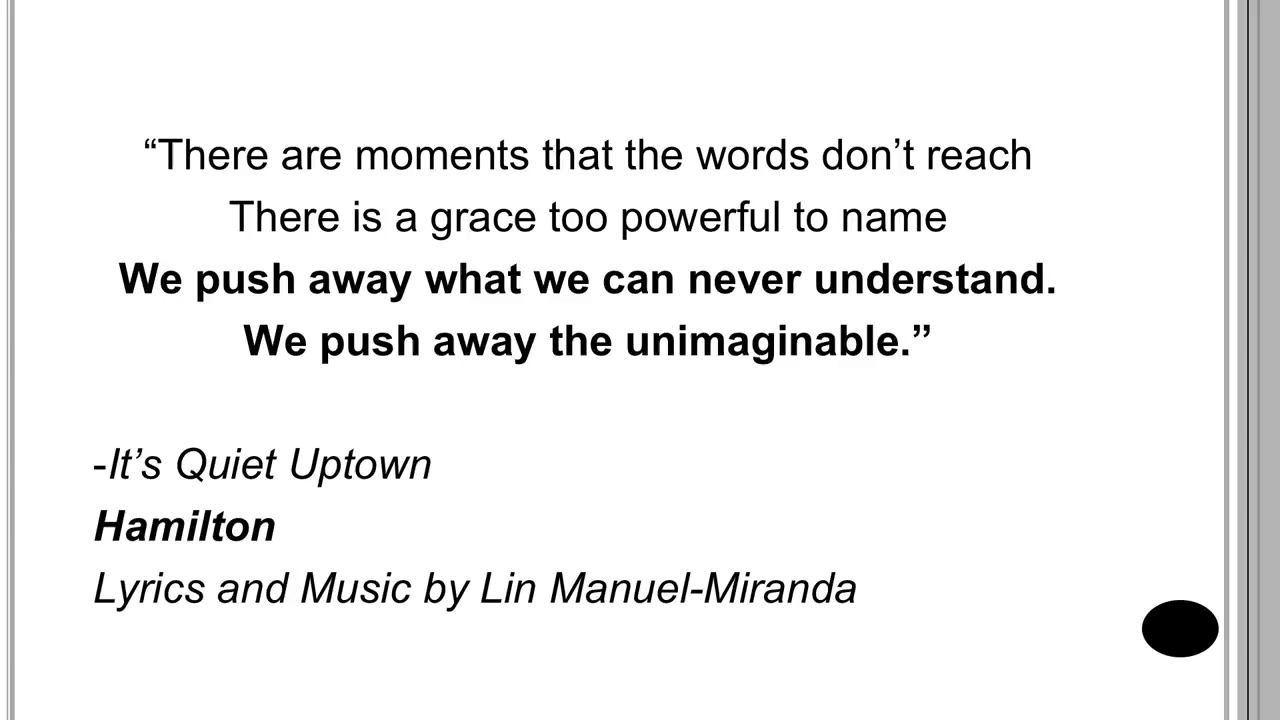 “There are moments that the words don’t reach
There is a grace too powerful to name
We push away what we can never understand.
We push away the unimaginable.”
-It’s Quiet Uptown
Hamilton
Lyrics and Music by Lin Manuel-Miranda